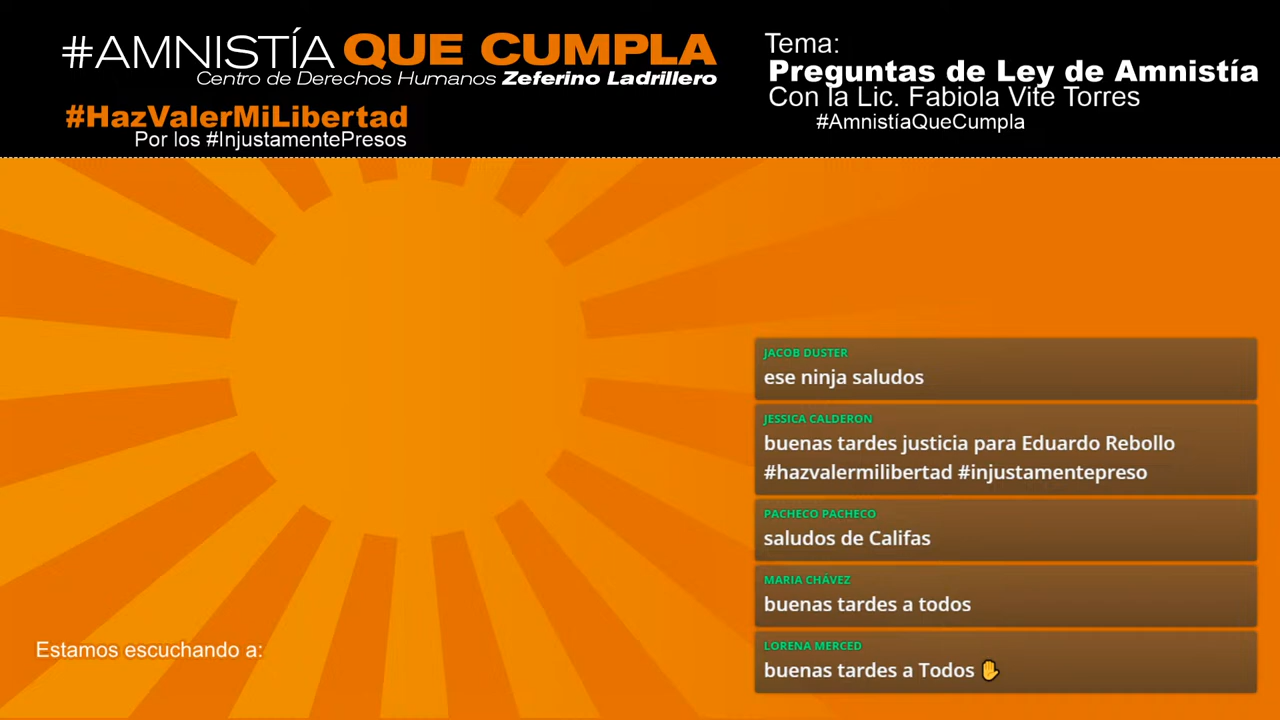 #AMNISTÍA QUE CUMPLA
Centro de Derechos Humanos Zeferino Ladrillero
#HazValerMiLibertad
Por los #InjustamentePresos
Tema:
Preguntas de Ley de Amnistía
Con la Lic. Fabiola Vite Torres
#AmnistíaQueCumpla
JACOB DUSTER
ese ninja saludos
JESSICA CALDERON
buenas tardes justicia para Eduardo Rebollo
#hazvalermilibertad #injustamentepreso
PACHECO PACHECO
saludos de Califas
MARIA CHÁVEZ
buenas tardes a todos
LORENA MERCED
buenas tardes a Todos ✋
Estamos escuchando a: